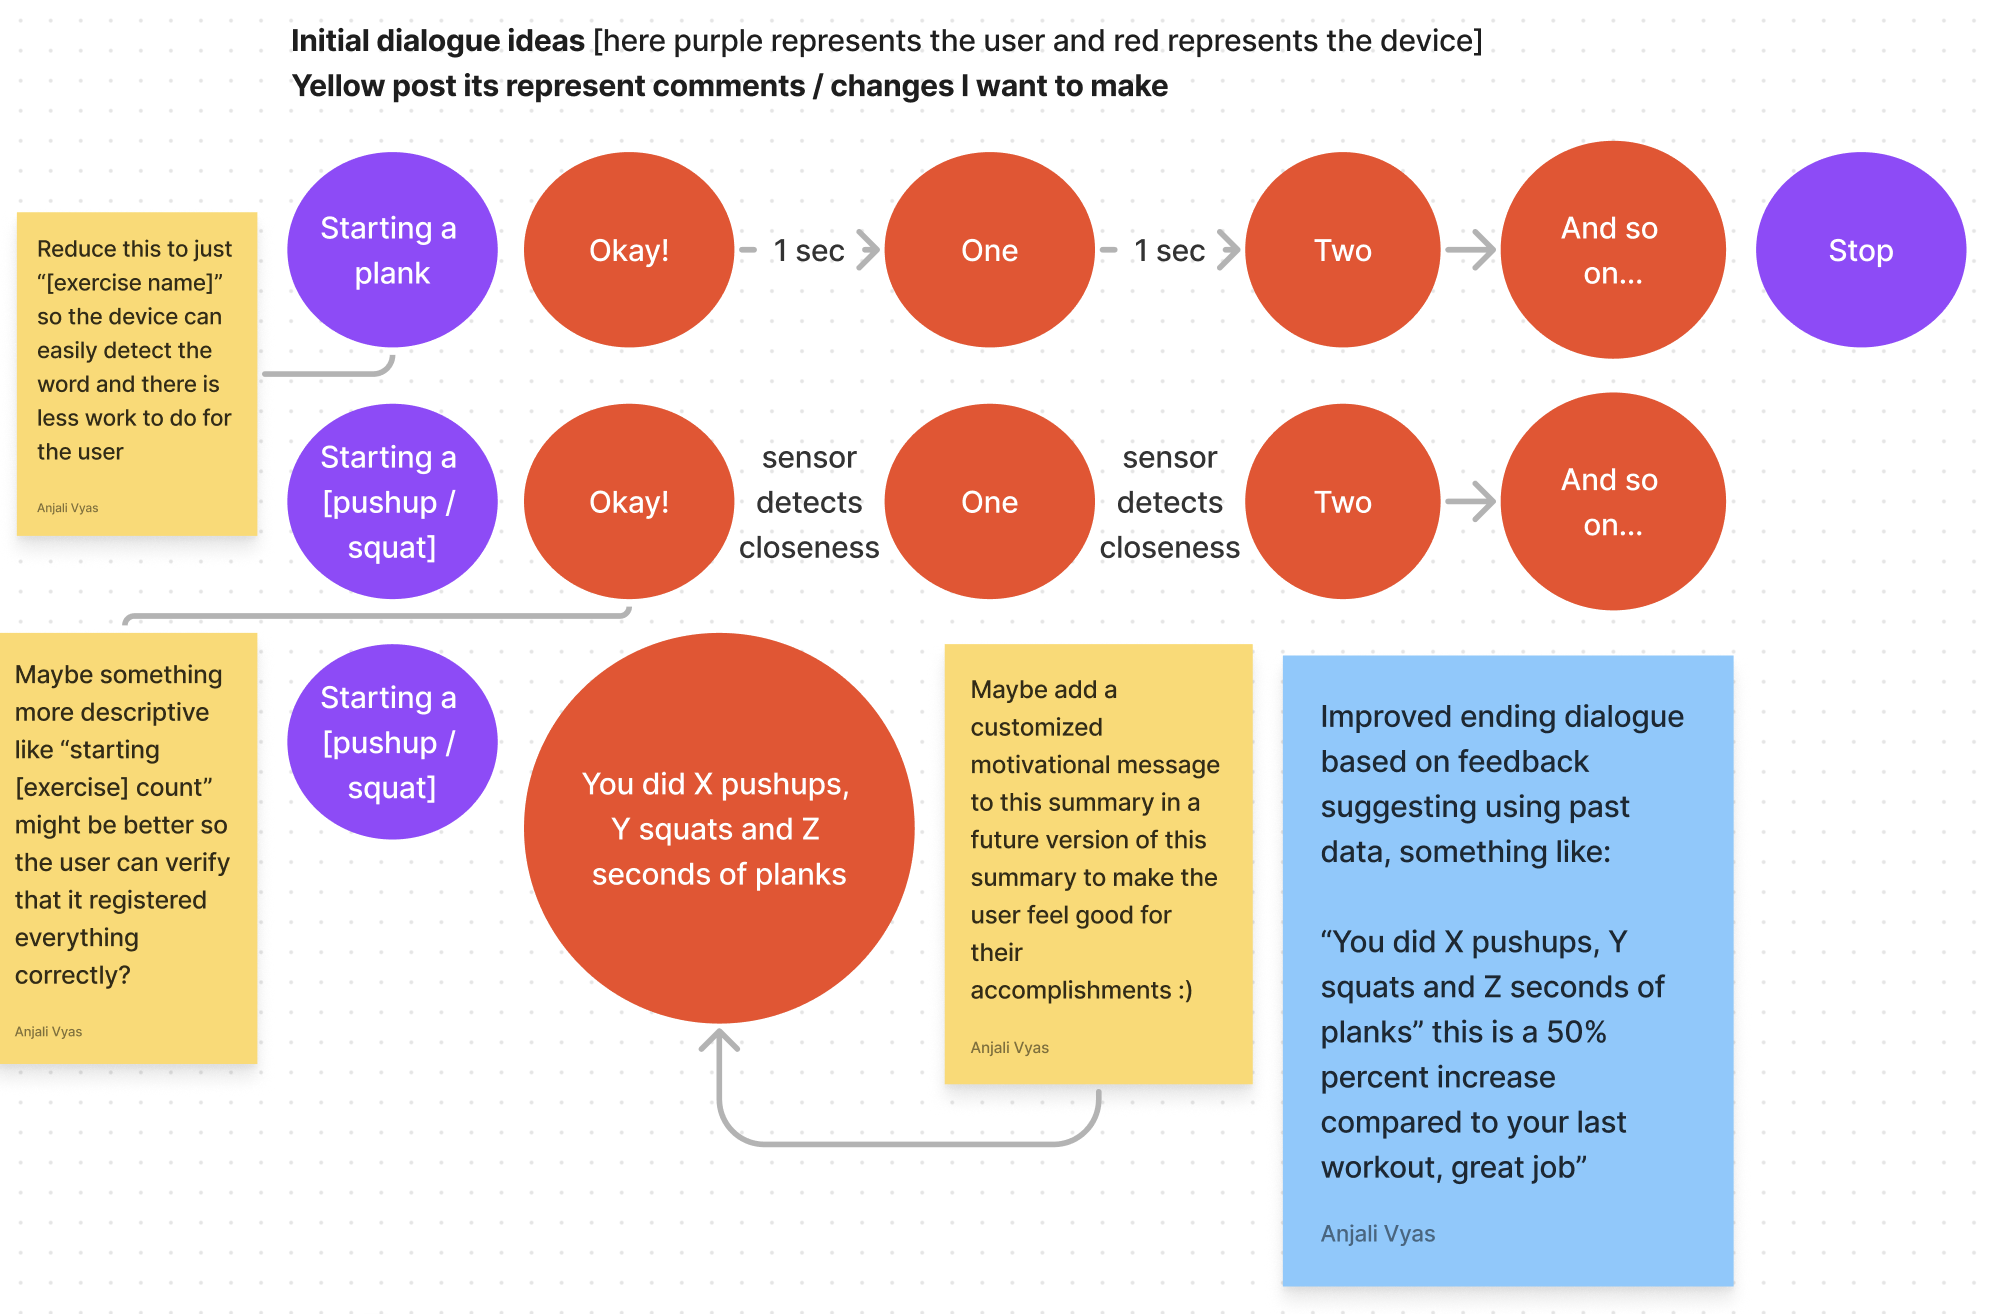 Initial dialogue ideas [here purple represents the user and red represents the device]
Yellow post its represent comments / changes I want to make
Reduce this to just
“[exercise name]”
so the device can
easily detect the
word and there is
less work to do for
the user
Anjali Vyas
Starting a
plank
Okay!
1 sec
One
1 sec
Two
And so
on...
Stop
Starting a
[pushup /
squat]
Okay!
sensor
detects
closeness
One
sensor
detects
closeness
Two
And so
on...
Maybe something
more descriptive
like “starting
[exercise] count”
might be better so
the user can verify
that it registered
everything
correctly?
Anjali Vyas
Starting a
[pushup /
squat]
You did X pushups,
Y squats and Z
seconds of planks
Maybe add a
customized
motivational message
to this summary in a
future version of this
summary to make the
user feel good for
their
accomplishments :)
Anjali Vyas
Improved ending dialogue
based on feedback
suggesting using past
data, something like:
“You did X pushups, Y
squats and Z seconds of
planks” this is a 50%
percent increase
compared to your last
workout, great job”
Anjali Vyas